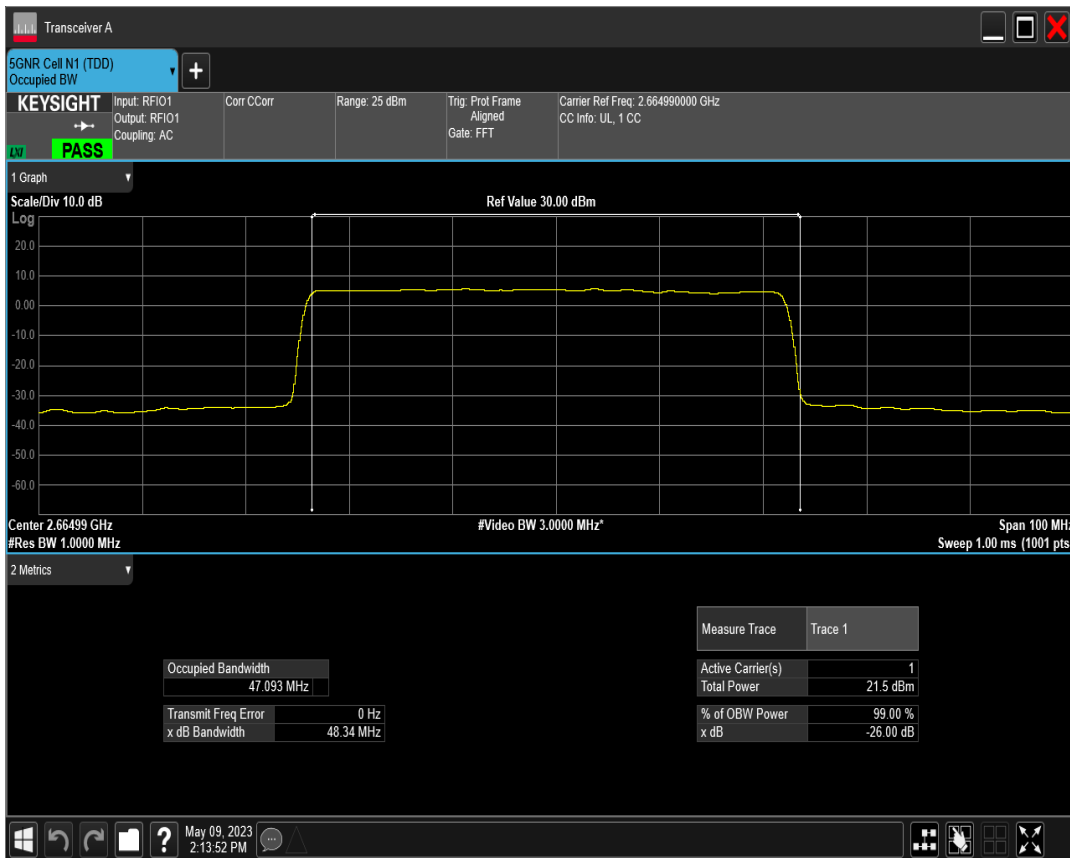 Transceiver A
5GNR Cell N1 (TDD)
Occupied BW
+
KEYSIGHT
LXI
PASS
Input: RFIO1
Output: RFIO1
Coupling: AC
Corr CCorr
Range: 25 dBm
Trig: Prot Frame
Aligned
Gate: FFT
Carrier Ref Freq: 2.664990000 GHz
CC Info: UL, 1 CC
1 Graph
Scale/Div 10.0 dB
Ref Value 30.00 dBm
Log
20.0
10.0
0.00
-10.0
-20.0
-30.0
-40.0
-50.0
-60.0
Center 2.66499 GHz
#Video BW 3.0000 MHz*
Span 100 MHz
#Res BW 1.0000 MHz
Sweep 1.00 ms (1001 pts
2 Metrics
Measure Trace Trace 1
Occupied Bandwidth
47.093 MHz
Active Carrier(s) 1
Total Power 21.5 dBm
Transmit Freq Error 0 Hz
x dB Bandwidth 48.34 MHz
% of OBW Power 99.00 %
x dB -26.00 dB
?
May 09, 2023
2:13:52 PM